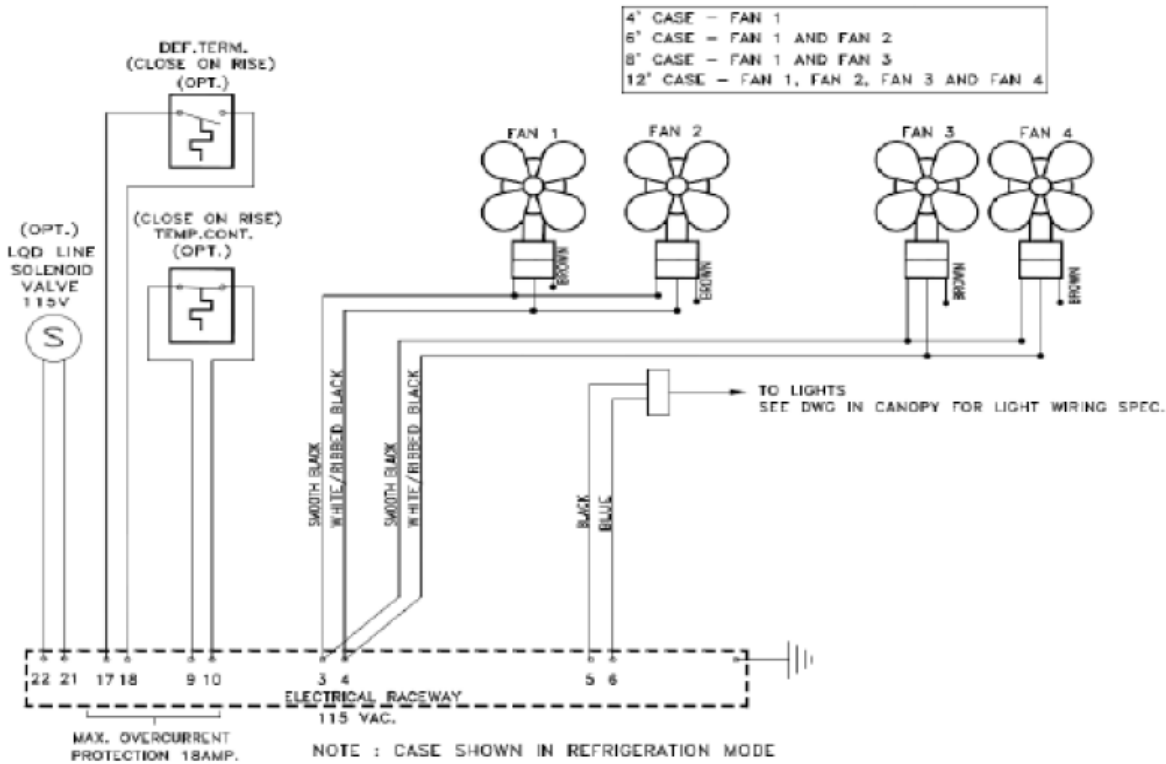 4' CASE – FAN 1
6' CASE – FAN 1 AND FAN 2
8' CASE – FAN 1 AND FAN 3
12' CASE – FAN 1, FAN 2, FAN 3 AND FAN 4
DEF.TERM.
(CLOSE ON RISE)
(OPT.)
FAN 1
FAN 2
FAN 3
FAN 4
(CLOSE ON RISE)
TEMP.CONT.
(OPT.)
(OPT.)
LQD LINE
SOLENOID
VALVE
115V
S
BROWN
BROWN
BROWN
BROWN
TO LIGHTS
SEE DWG IN CANOPY FOR LIGHT WIRING SPEC.
SMOOTH BLACK
WHITE/RIBBED BLACK
SMOOTH BLACK
WHITE/RIBBED BLACK
BLACK
BLUE
22 21 17 18 9 10 3 4 5 6
ELECTRICAL RACEWAY
115 VAC.
MAX. OVERCURRENT
PROTECTION 18AMP.
NOTE : CASE SHOWN IN REFRIGERATION MODE